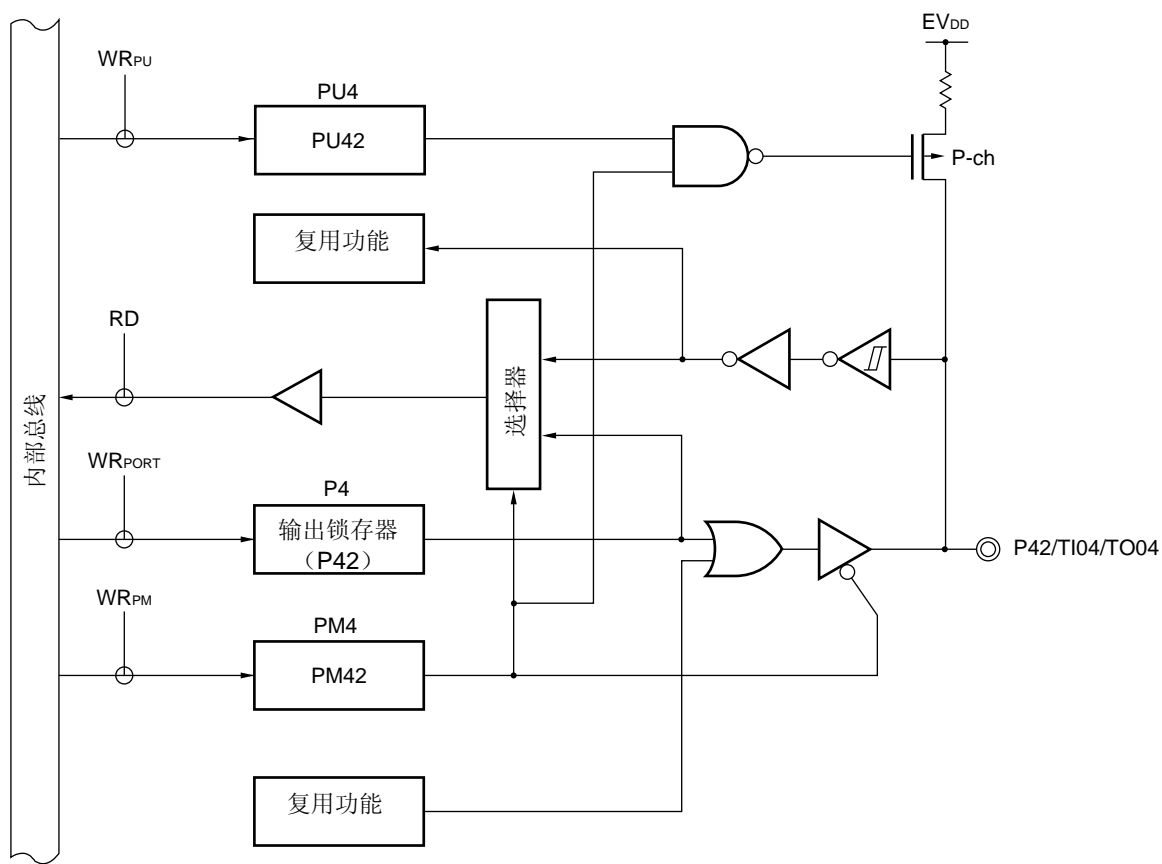 EVDD
WRPU
PU4
PU42
P-ch
复用功能
RD
选择器
内部总线
WRPORT
P4
输出锁存器
（P42）
P42/TI04/TO04
WRPM
PM4
PM42
复用功能